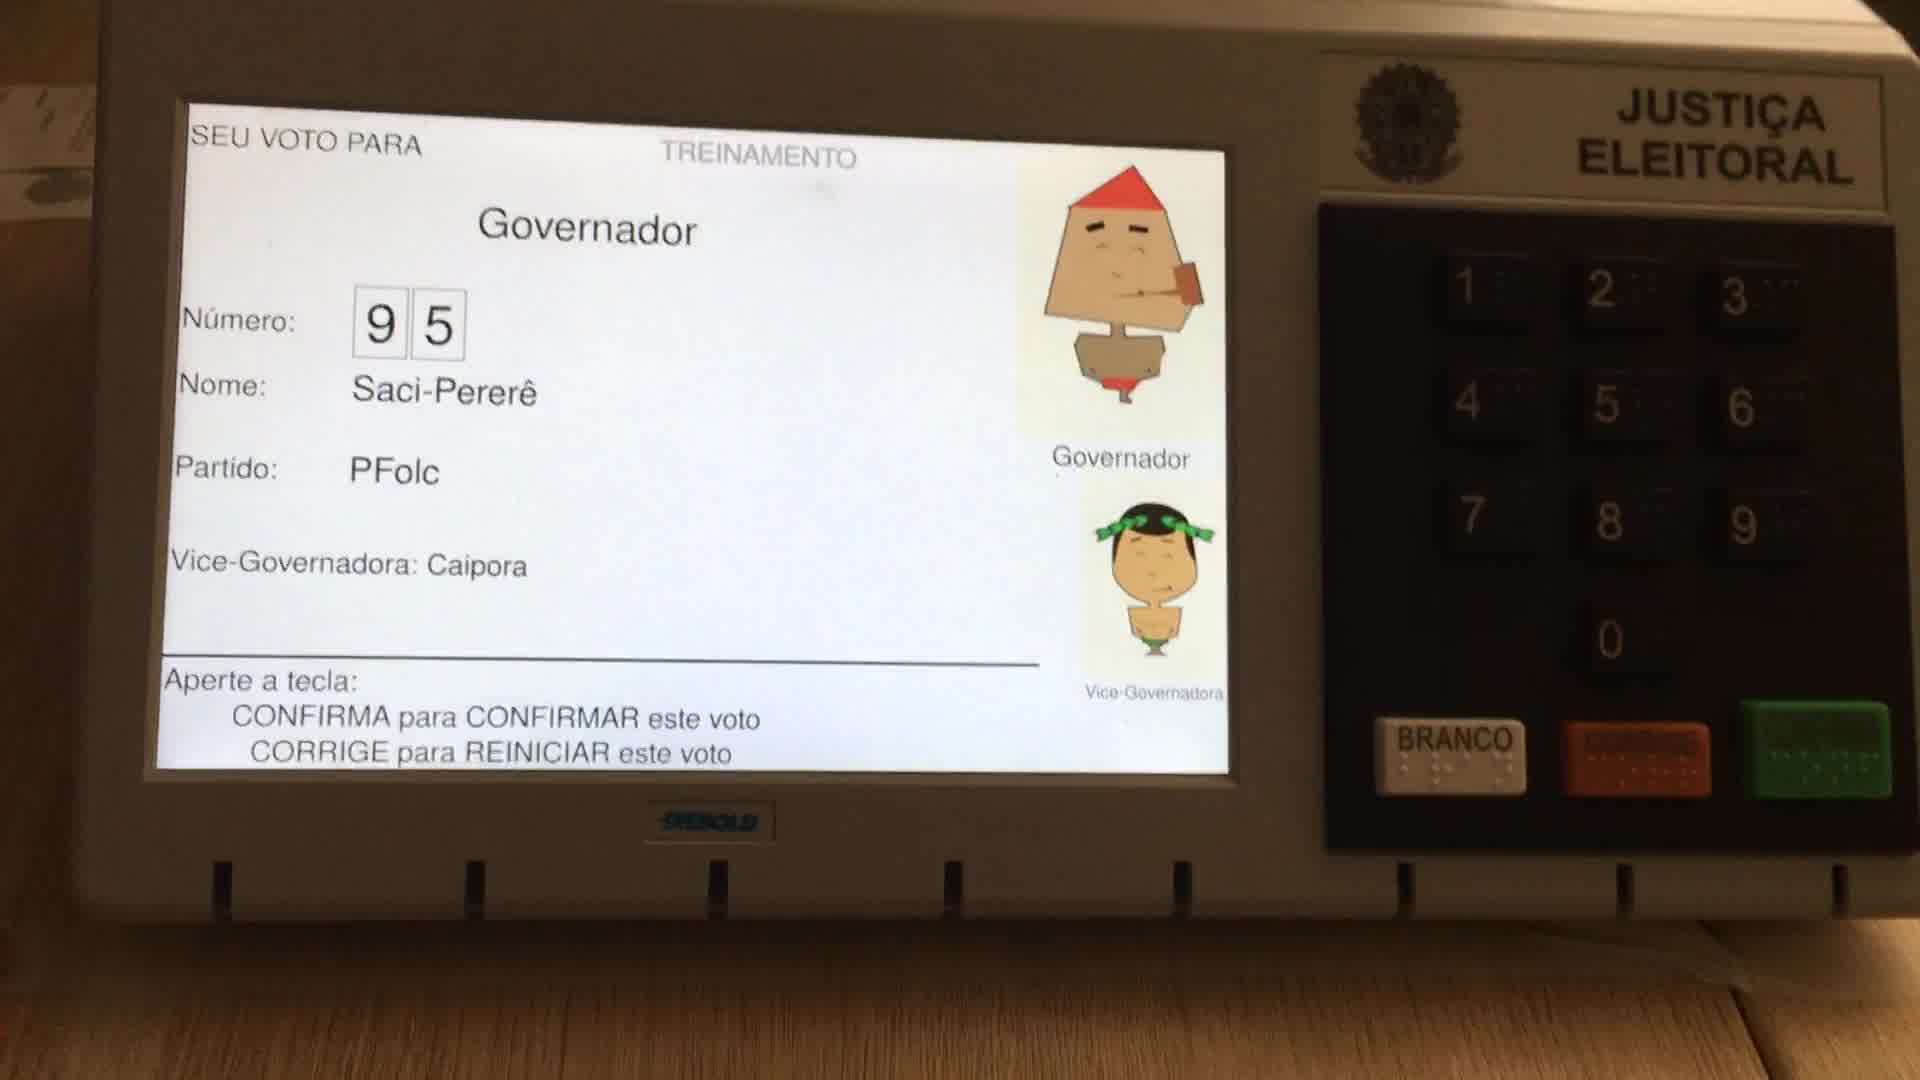 SEU VOTO PARA
TREINAMENTO
Governador
Número: 95
Nome: Saci-Pererê
Partido: PFolc
Vice-Governadora: Caipora
Governador
Vice-Governadora
Aperte a tecla:
CONFIRMA para CONFIRMAR este voto
CORRIGE para REINICIAR este voto
DIEBOLD
JUSTIÇA
ELEITORAL
1 2 3
4 5 6
7 8 9
0
BRANCO